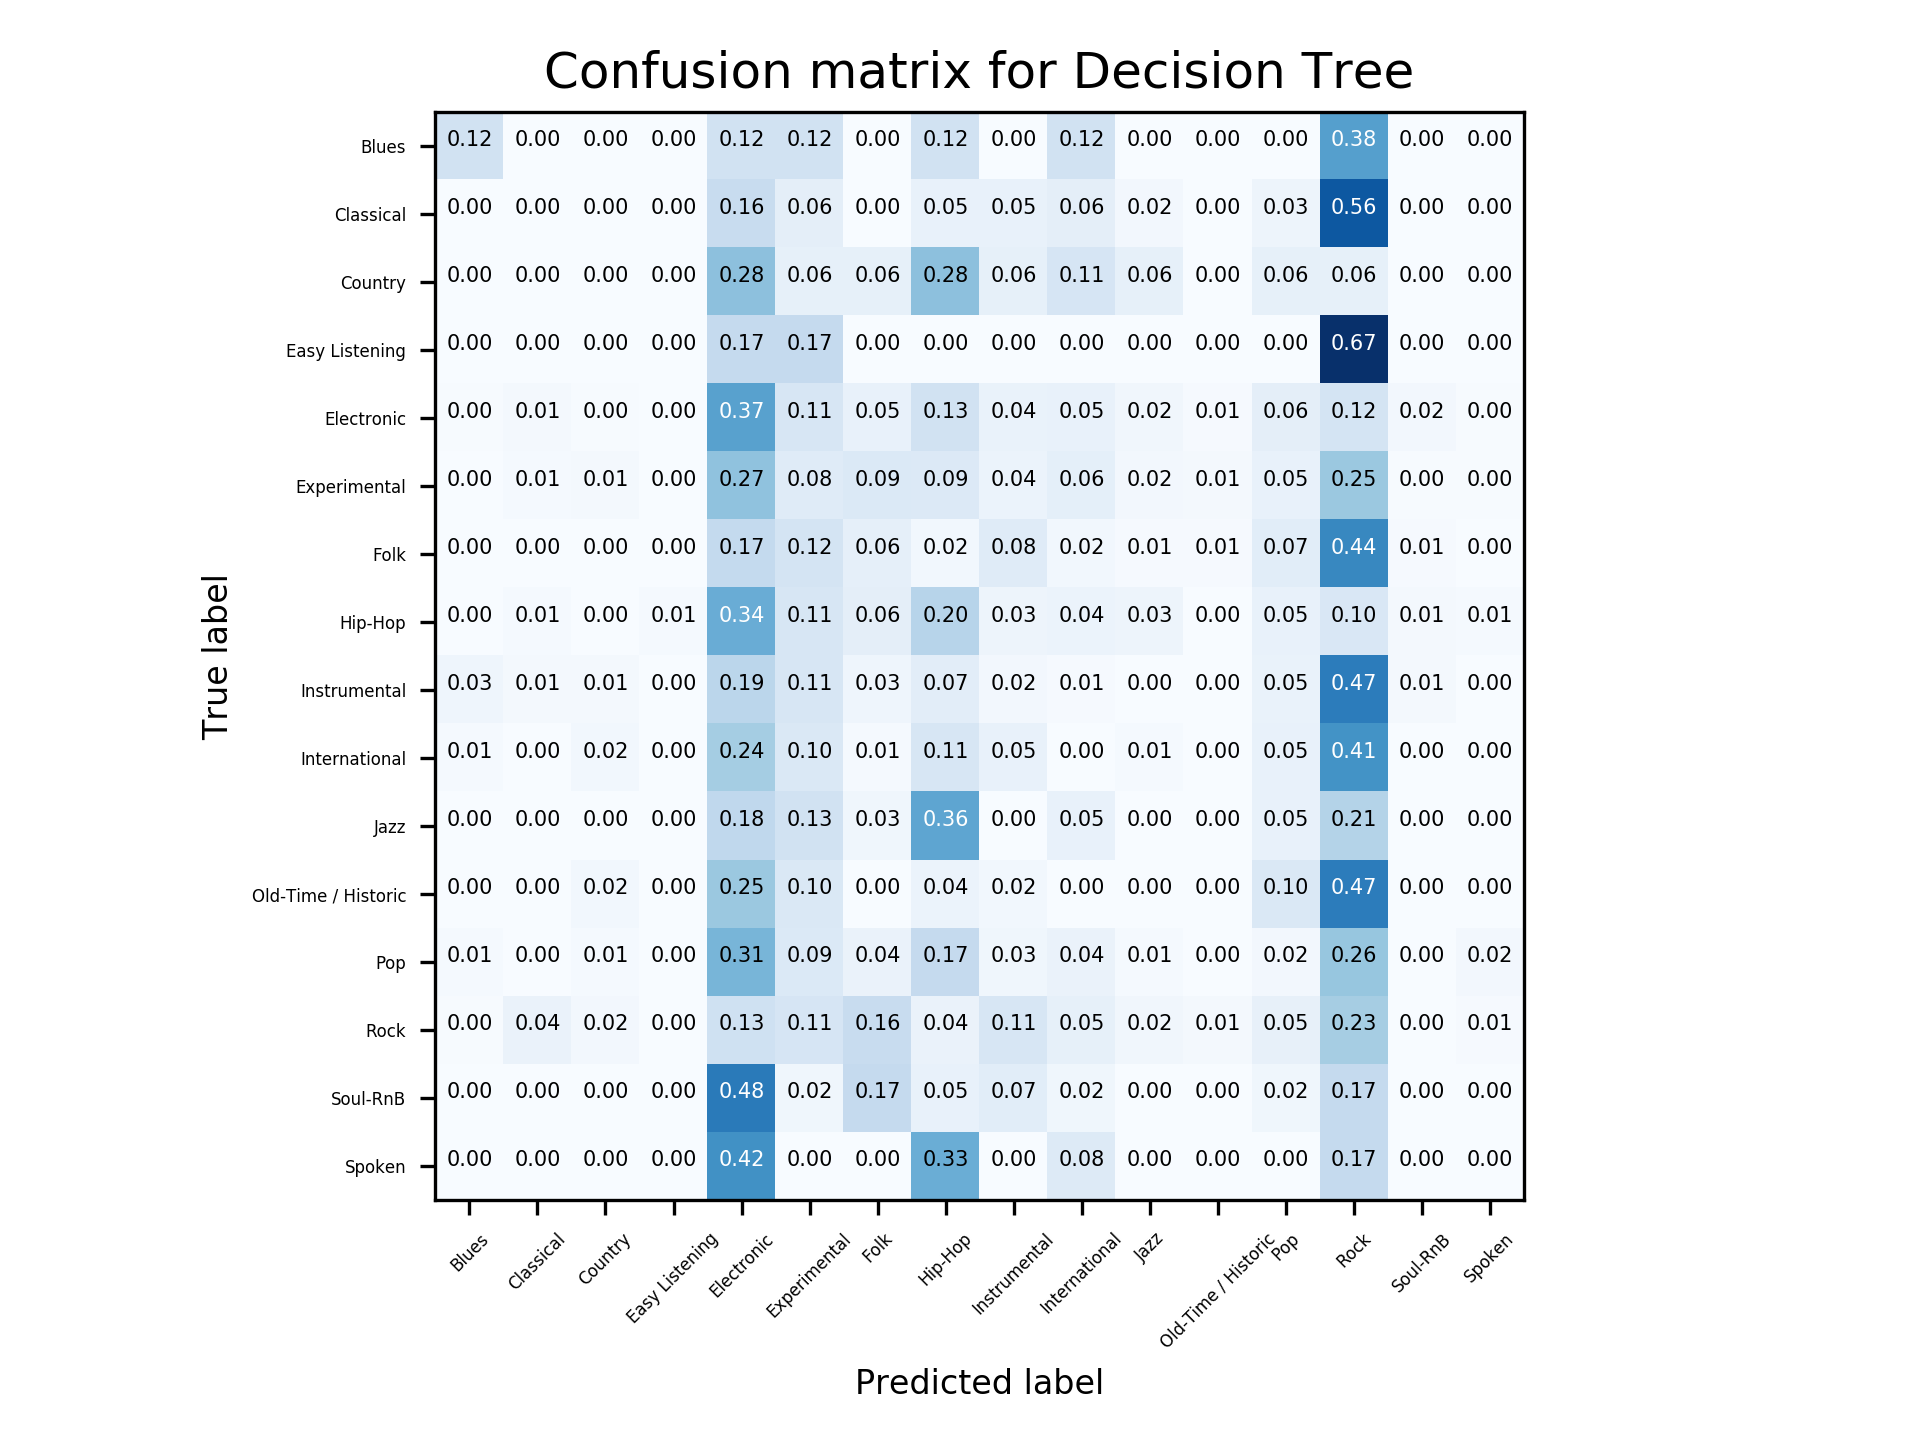 Confusion matrix for Decision Tree
Blues 0.12 0.00 0.00 0.00 0.12 0.12 0.00 0.12 0.00 0.12 0.00 0.00 0.00 0.38 0.00 0.00
Classical 0.00 0.00 0.00 0.00 0.16 0.06 0.00 0.05 0.05 0.06 0.02 0.00 0.03 0.56 0.00 0.00
Country 0.00 0.00 0.00 0.00 0.28 0.06 0.06 0.28 0.06 0.11 0.06 0.00 0.06 0.06 0.00 0.00
Easy Listening 0.00 0.00 0.00 0.00 0.17 0.17 0.00 0.00 0.00 0.00 0.00 0.00 0.00 0.67 0.00 0.00
Electronic 0.00 0.01 0.00 0.00 0.37 0.11 0.05 0.13 0.04 0.05 0.02 0.01 0.06 0.12 0.02 0.00
Experimental 0.00 0.01 0.01 0.00 0.27 0.08 0.09 0.09 0.04 0.06 0.02 0.01 0.05 0.25 0.00 0.00
Folk 0.00 0.00 0.00 0.00 0.17 0.12 0.06 0.02 0.08 0.02 0.01 0.01 0.07 0.44 0.01 0.00
Hip-Hop 0.00 0.01 0.00 0.01 0.34 0.11 0.06 0.20 0.03 0.04 0.03 0.00 0.05 0.10 0.01 0.01
Instrumental 0.03 0.01 0.01 0.00 0.19 0.11 0.03 0.07 0.02 0.01 0.00 0.00 0.05 0.47 0.01 0.00
International 0.01 0.00 0.02 0.00 0.24 0.10 0.01 0.11 0.05 0.00 0.01 0.00 0.05 0.41 0.00 0.00
Jazz 0.00 0.00 0.00 0.00 0.18 0.13 0.03 0.36 0.00 0.05 0.00 0.00 0.05 0.21 0.00 0.00
Old-Time / Historic 0.00 0.00 0.02 0.00 0.25 0.10 0.00 0.04 0.02 0.00 0.00 0.00 0.10 0.47 0.00 0.00
Pop 0.01 0.00 0.01 0.00 0.31 0.09 0.04 0.17 0.03 0.04 0.01 0.00 0.02 0.26 0.00 0.02
Rock 0.00 0.04 0.02 0.00 0.13 0.11 0.16 0.04 0.11 0.05 0.02 0.01 0.05 0.23 0.00 0.01
Soul-RnB 0.00 0.00 0.00 0.00 0.48 0.02 0.17 0.05 0.07 0.02 0.00 0.00 0.02 0.17 0.00 0.00
Spoken 0.00 0.00 0.00 0.00 0.42 0.00 0.00 0.33 0.00 0.08 0.00 0.00 0.00 0.17 0.00 0.00
True label
Blues Classical Country Easy Listening Electronic Experimental Folk Hip-Hop Instrumental International Jazz Old-Time / Historic Pop Rock Soul-RnB Spoken
Predicted label